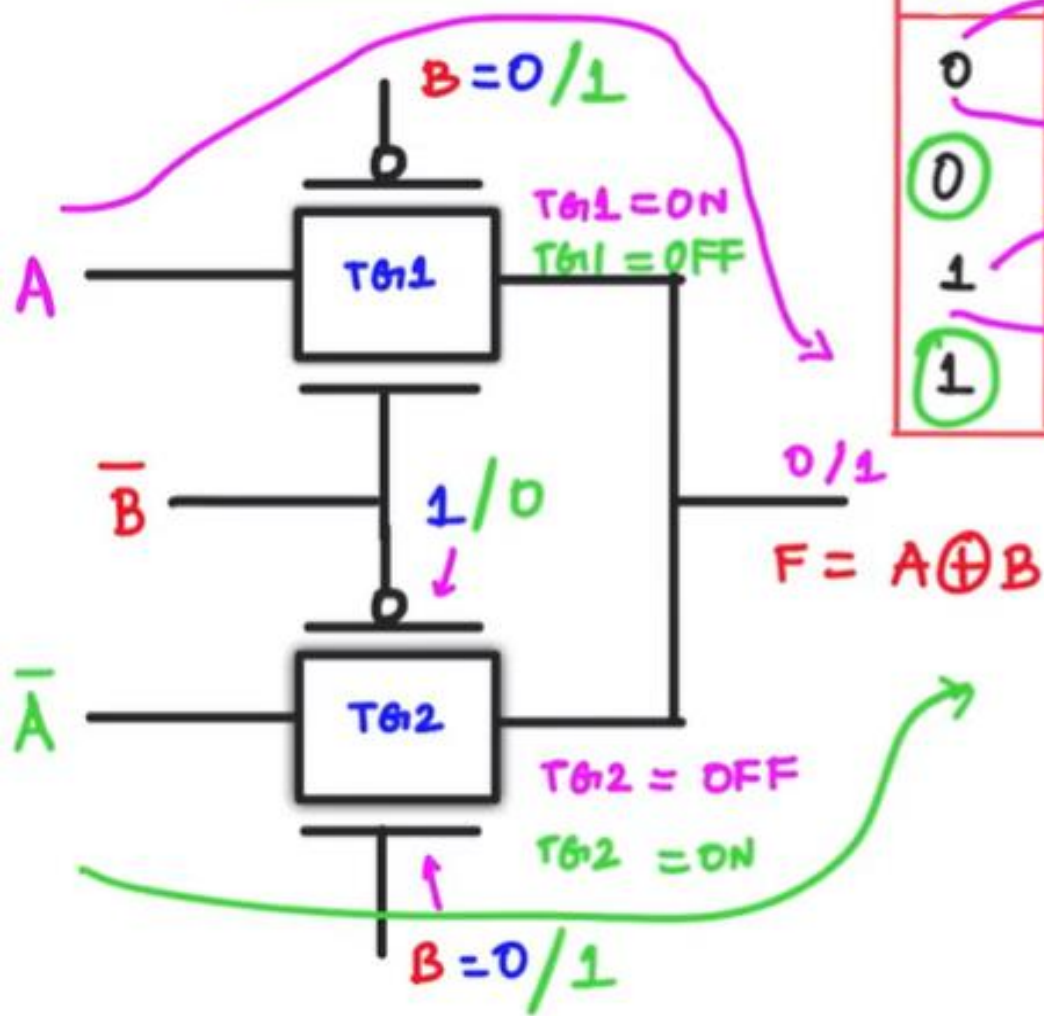 B = 0/1
0
0
TG1 = ON
TG1 = OFF
A
TG1
1
1
0/1
B̅
1/0
F = A⊕B
A̅
TG2
TG2 = OFF
TG2 = ON
B = 0/1